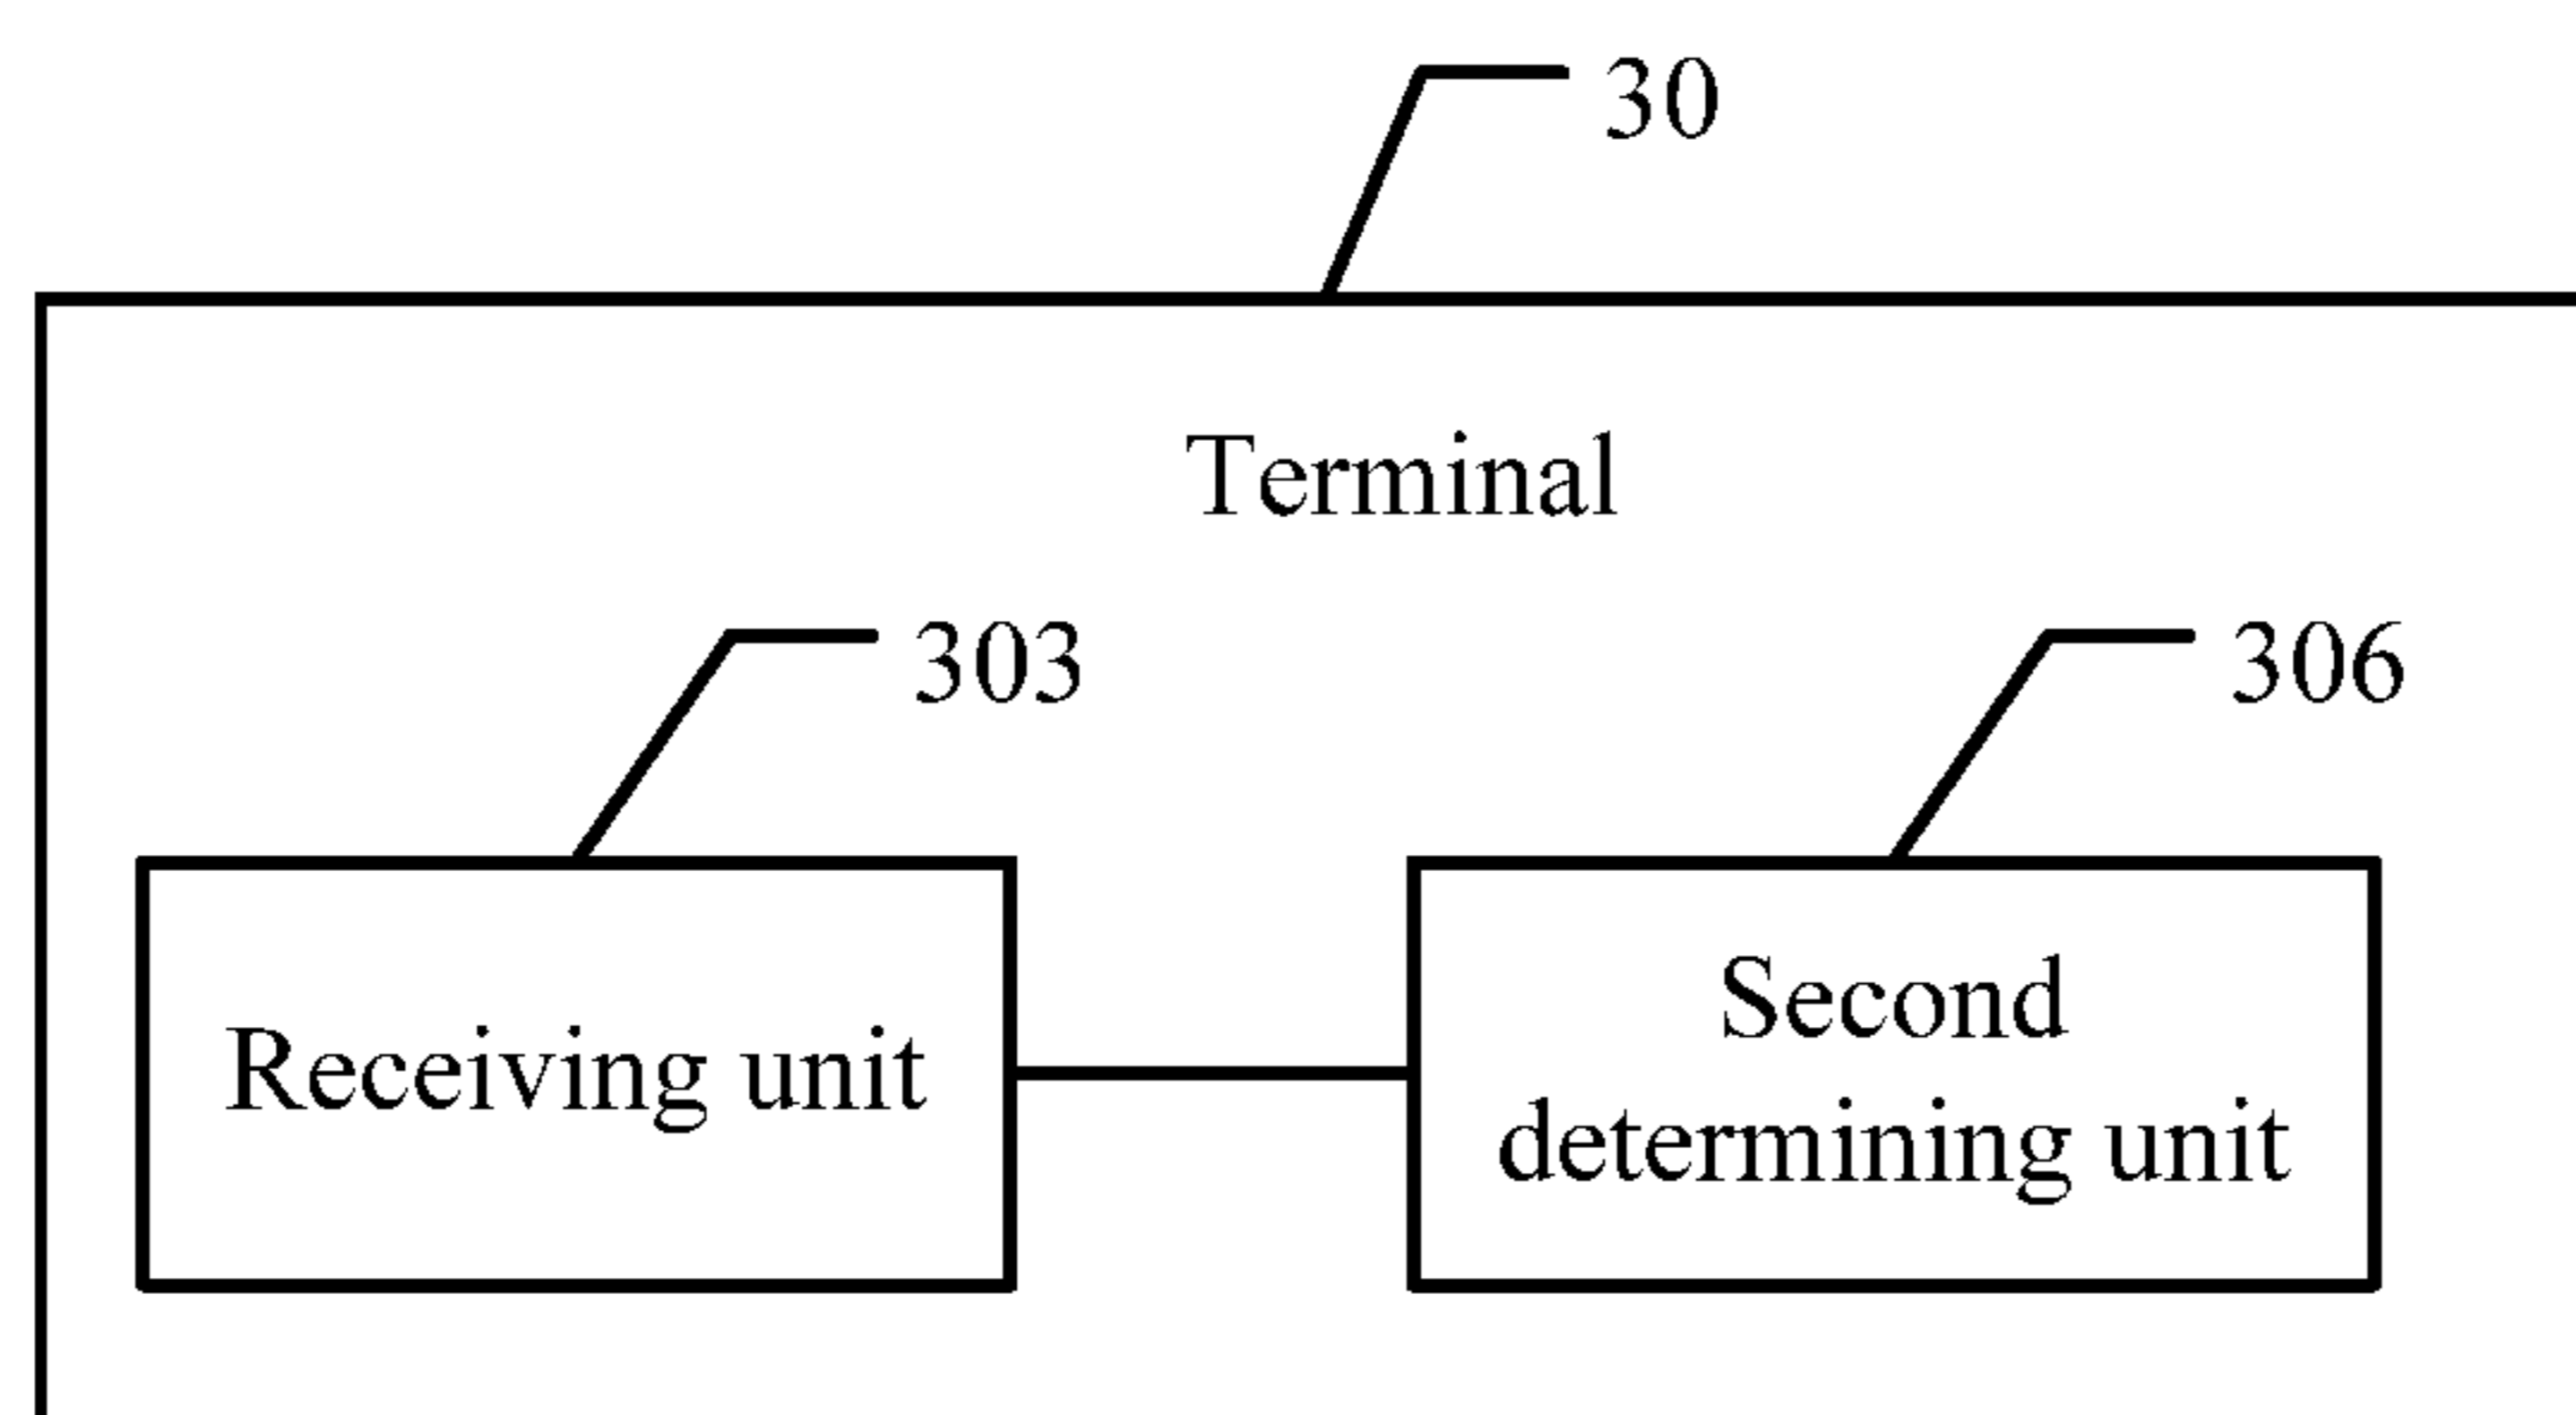 30
Terminal
303
306
Receiving unit
Second
determining unit